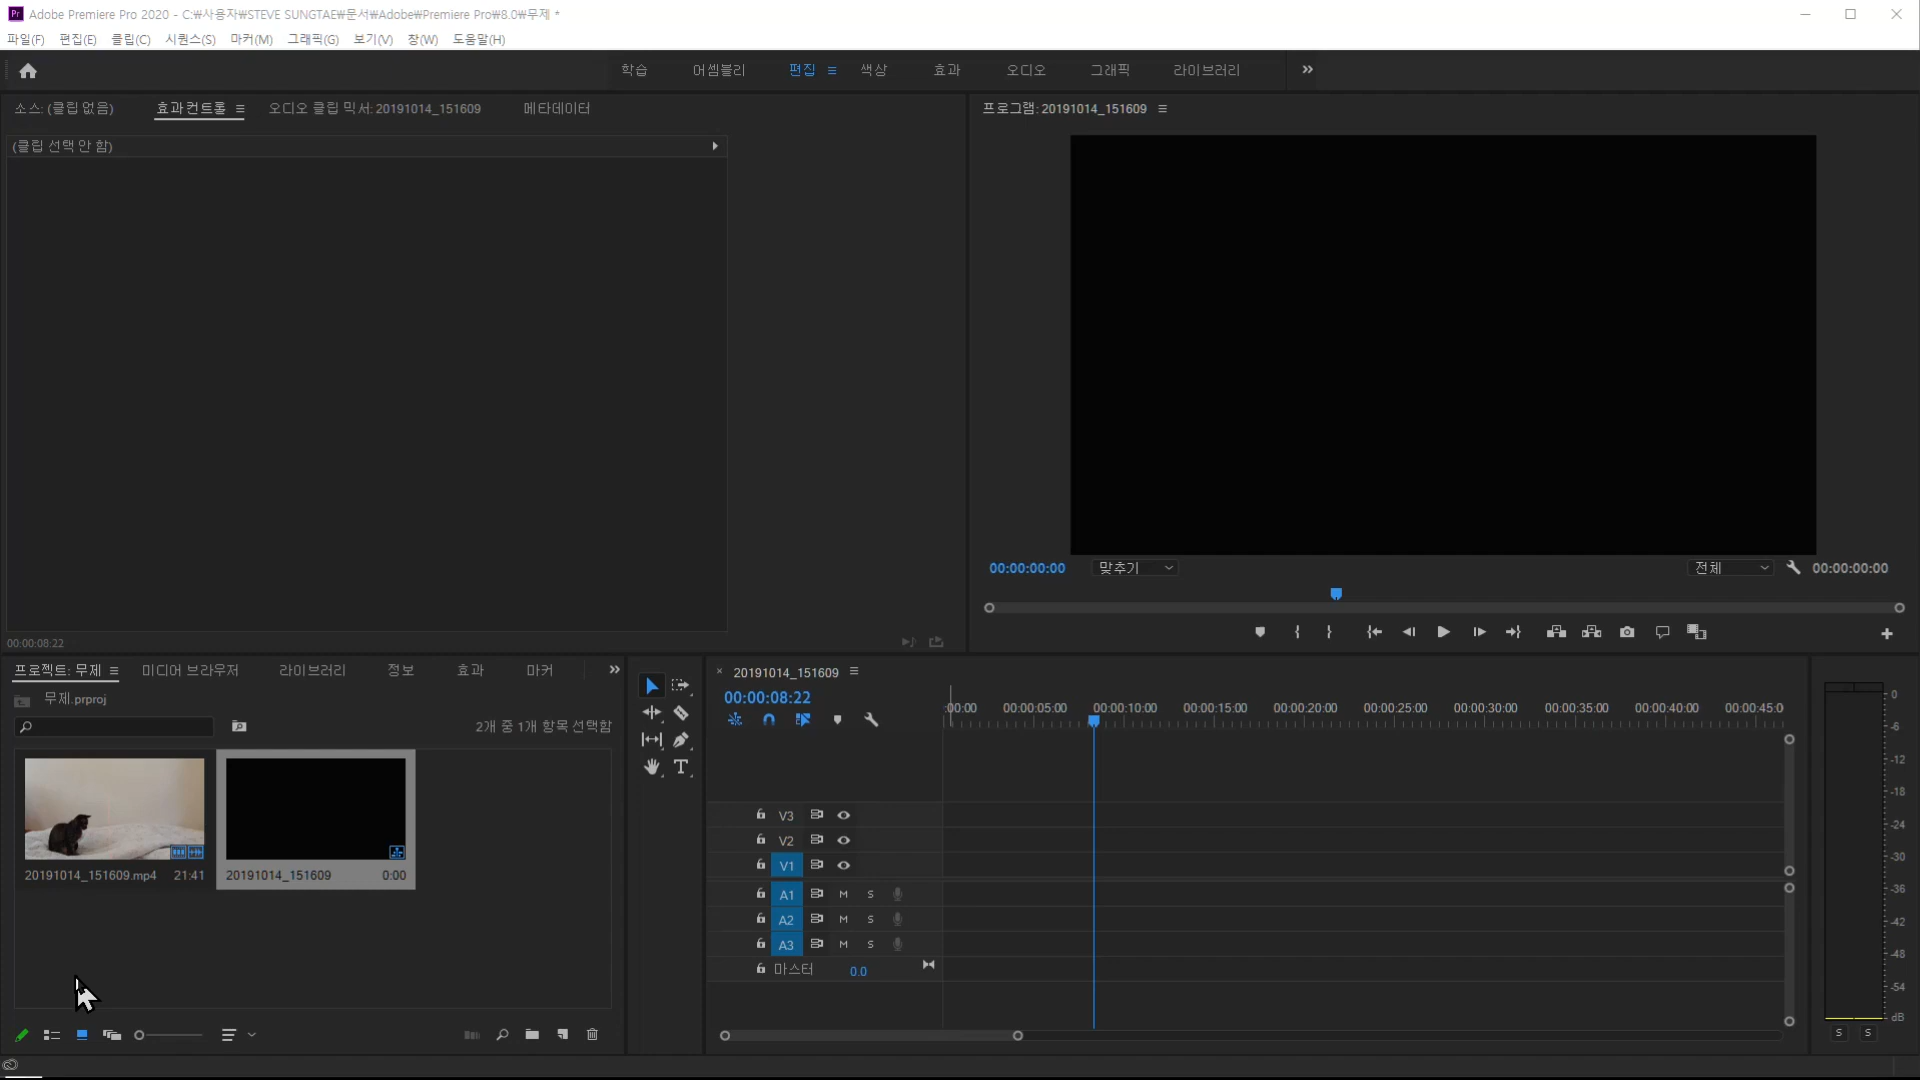 Adobe Premiere Pro 2020 - C:₩사용자₩STEVE SUNGTAE₩문서₩Adobe₩Premiere Pro₩8.0₩무제 *
파일(F) 편집(E) 클립(C) 시퀀스(S) 마커(M) 그래픽(G) 보기(V) 창(W) 도움말(H)
학습 어셈블리 편집 색상 효과 오디오 그래픽 라이브러리
소스: (클립 없음) 효과 컨트롤 오디오 클립 믹서: 20191014_151609 메타데이터
프로그램: 20191014_151609
(클립 선택 안 함)
00:00:00:00 맞추기 전체 00:00:00:00
00:00:08:22
프로젝트: 무제 미디어 브라우저 라이브러리 정보 효과 마커
무제.prproj
2개 중 1개 항목 선택함
20191014_151609.mp4 21:41
20191014_151609 0:00
20191014_151609
00:00:08:22
:00:00 00:00:05:00 00:00:10:00 00:00:15:00 00:00:20:00 00:00:25:00 00:00:30:00 00:00:35:00 00:00:40:00 00:00:45:0
V3
V2
V1
A1 M S
A2 M S
A3 M S
마스터 0.0
0
-6
-12
-18
-24
-30
-36
-42
-48
-54
dB
S S